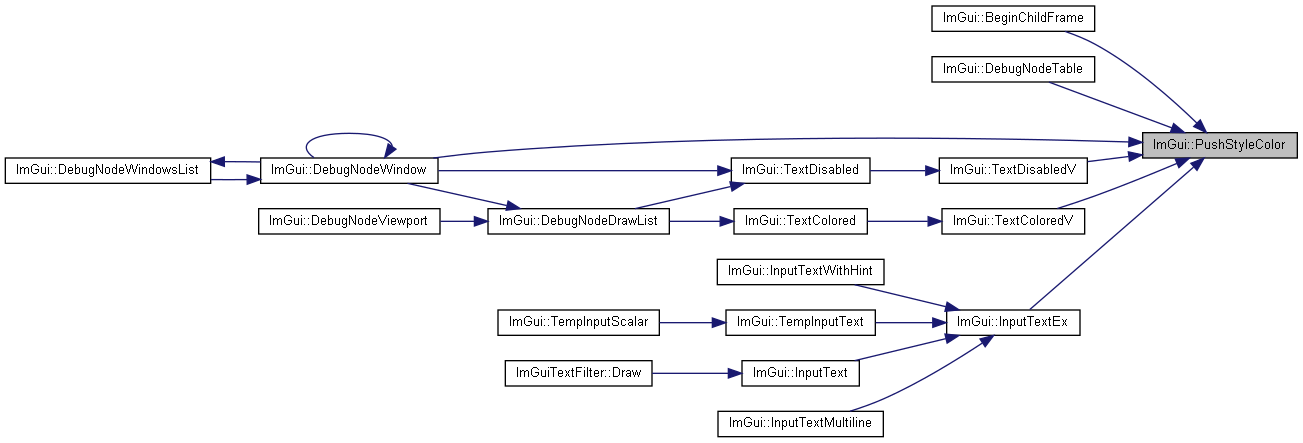 ImGui::BeginChildFrame
ImGui::DebugNodeTable
ImGui::PushStyleColor
ImGui::DebugNodeWindowsList
ImGui::DebugNodeWindow
ImGui::TextDisabled
ImGui::TextDisabledV
ImGui::DebugNodeViewport
ImGui::DebugNodeDrawList
ImGui::TextColored
ImGui::TextColoredV
ImGui::InputTextWithHint
ImGui::TempInputScalar
ImGui::TempInputText
ImGui::InputTextEx
ImGuiTextFilter::Draw
ImGui::InputText
ImGui::InputTextMultiline